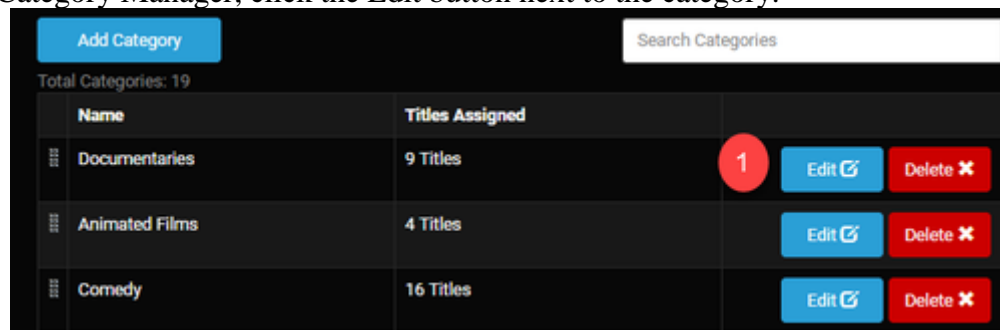 Category Manager, click the Edit button next to the category.
Add Category
Search Categories
Total Categories: 19
Name Titles Assigned
Documentaries 9 Titles 1 Edit Delete
Animated Films 4 Titles Edit Delete
Comedy 16 Titles Edit Delete